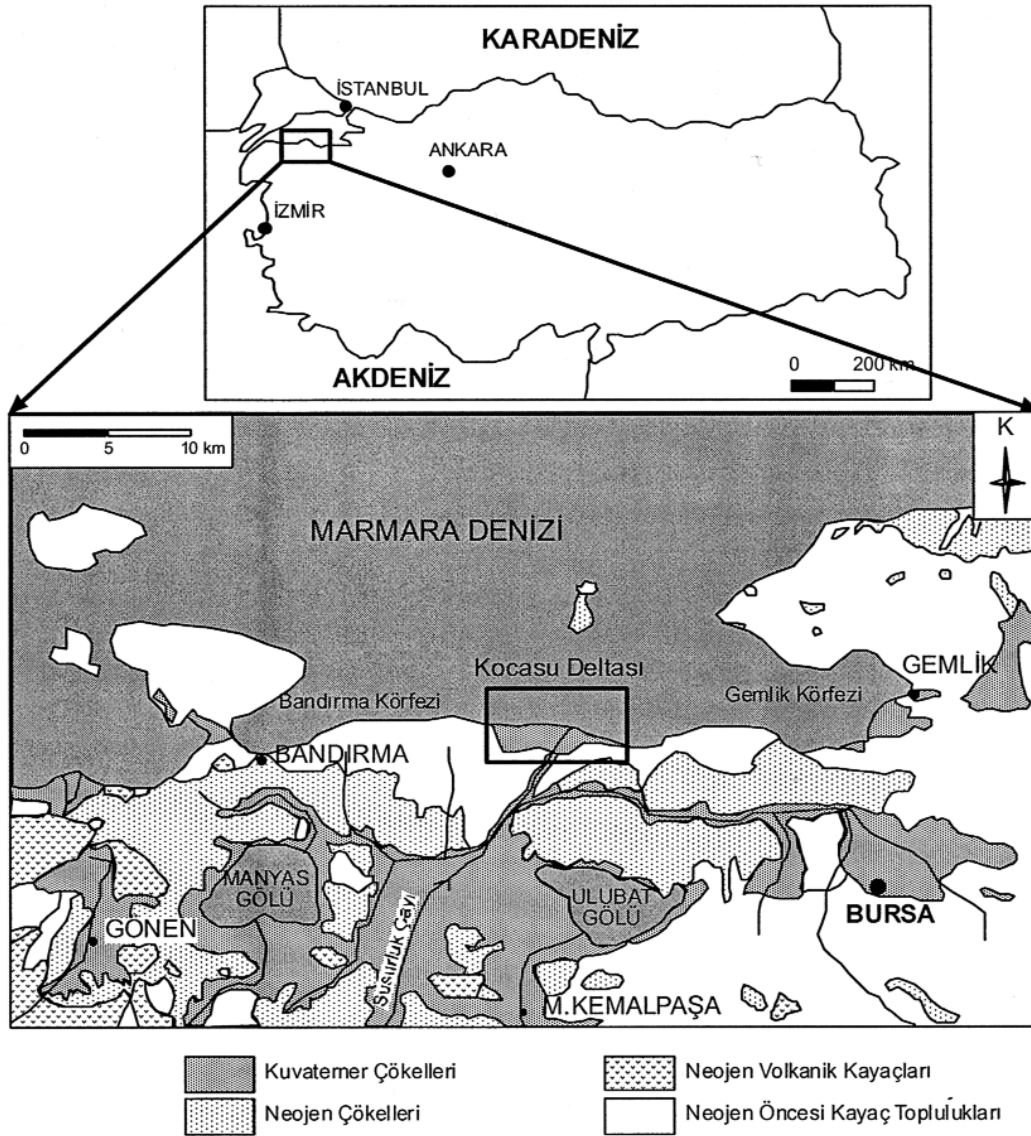 KARADENİZ
İSTANBUL
ANKARA
İZMİR
AKDENİZ
0 200 km
0 5 10 km
K
MARMARA DENİZİ
Kocasu Deltası
GEMLİK
Bandırma Körfezi
Gemlik Körfezi
BANDIRMA
MANYAS
GÖLÜ
ULUBAT
GÖLÜ
BURSA
GÖNEN
Susurluk Çayı
M.KEMALPAŞA
Kuvaterner Çökelleri
Neojen Volkanik Kayaçları
Neojen Çökelleri
Neojen Öncesi Kayaç Toplulukları